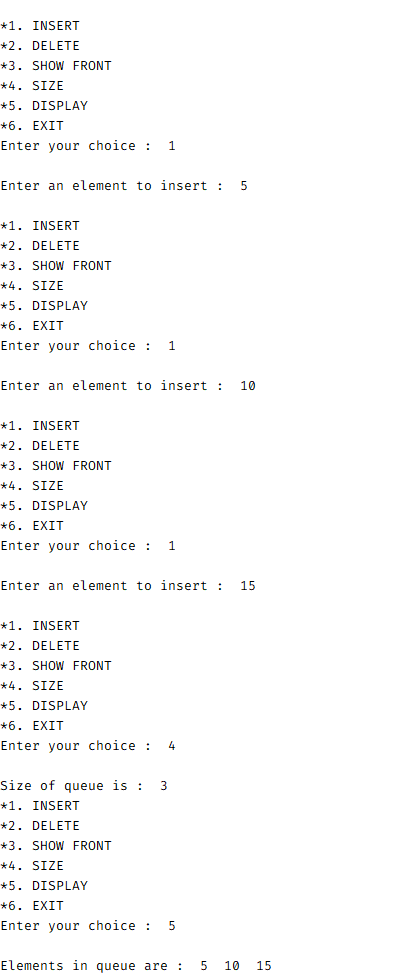 *1. INSERT
*2. DELETE
*3. SHOW FRONT
*4. SIZE
*5. DISPLAY
*6. EXIT
Enter your choice :  1
Enter an element to insert :  5
*1. INSERT
*2. DELETE
*3. SHOW FRONT
*4. SIZE
*5. DISPLAY
*6. EXIT
Enter your choice :  1
Enter an element to insert :  10
*1. INSERT
*2. DELETE
*3. SHOW FRONT
*4. SIZE
*5. DISPLAY
*6. EXIT
Enter your choice :  1
Enter an element to insert :  15
*1. INSERT
*2. DELETE
*3. SHOW FRONT
*4. SIZE
*5. DISPLAY
*6. EXIT
Enter your choice :  4
Size of queue is :  3
*1. INSERT
*2. DELETE
*3. SHOW FRONT
*4. SIZE
*5. DISPLAY
*6. EXIT
Enter your choice :  5
Elements in queue are :  5  10  15